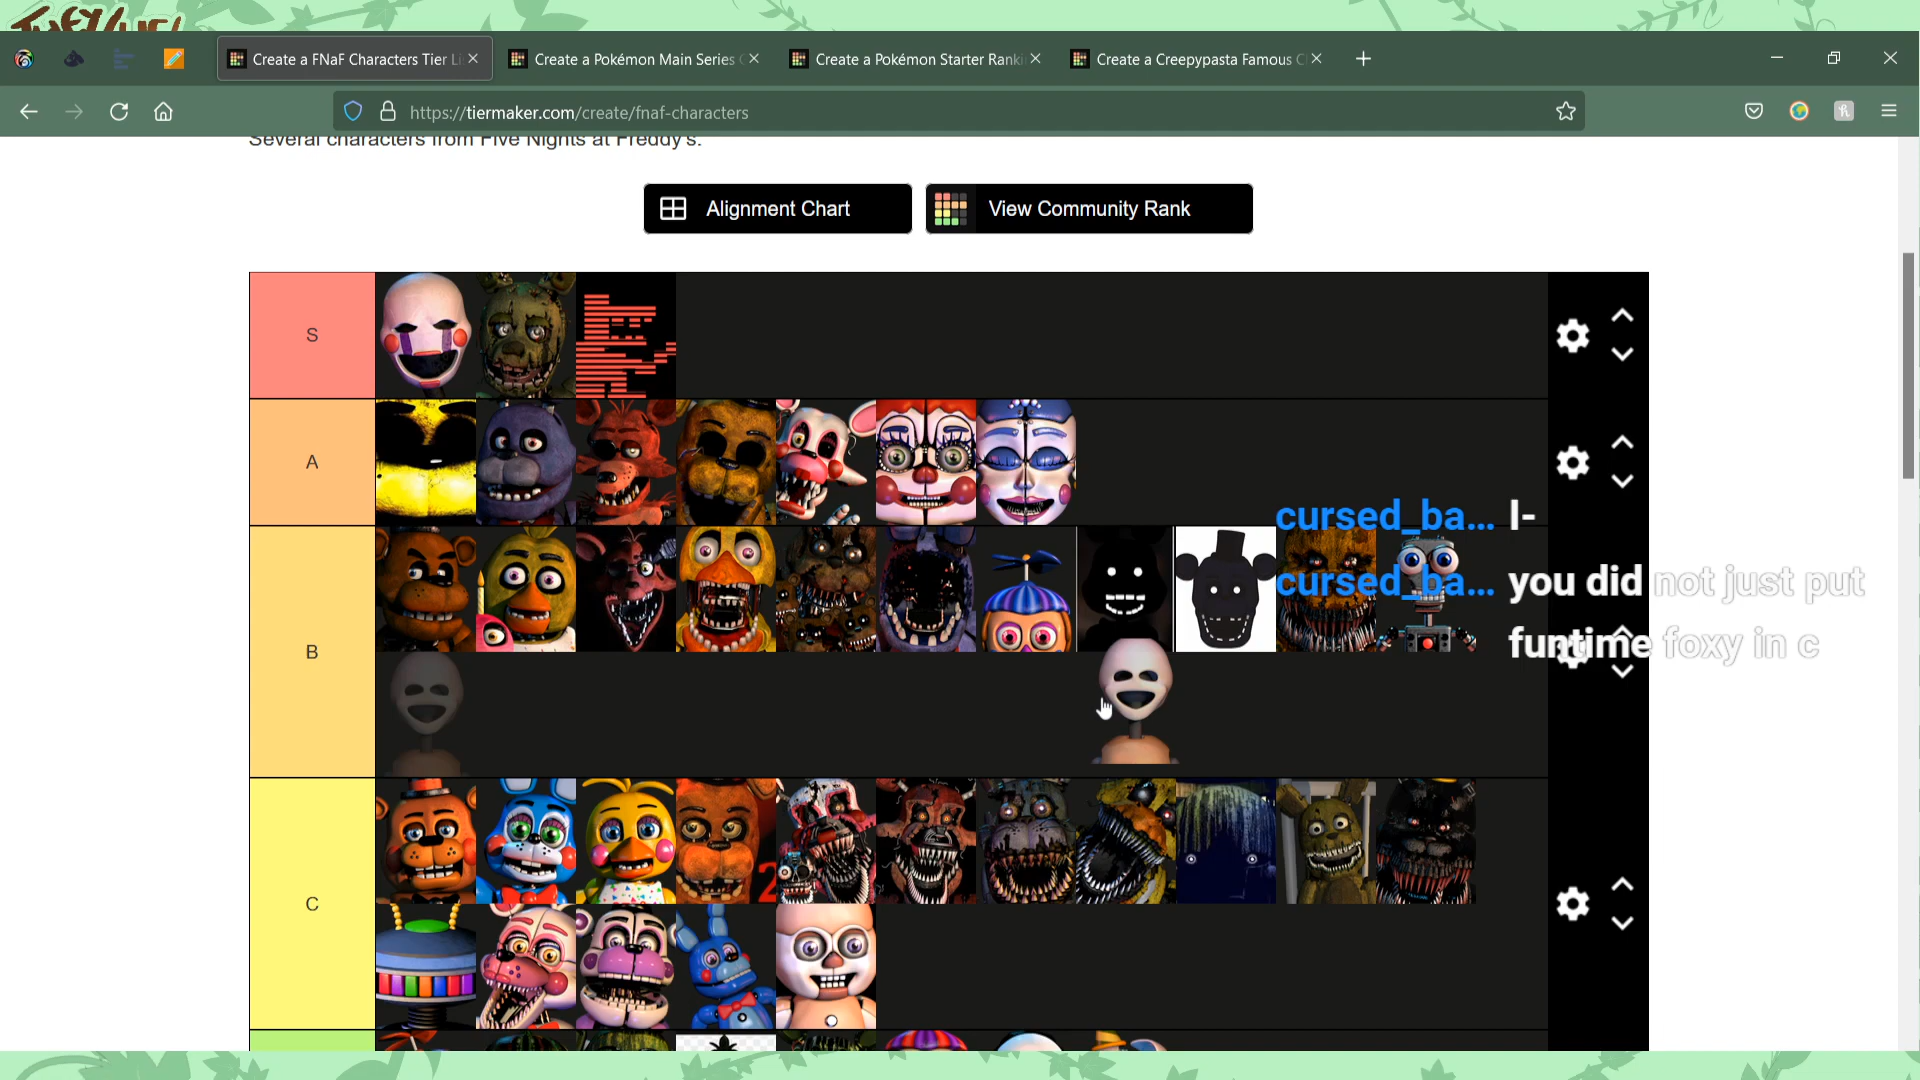 Create a FNaF Characters Tier Li
Create a Pokémon Main Series
Create a Pokémon Starter Ranki
Create a Creepypasta Famous C
https://tiermaker.com/create/fnaf-characters
Several characters from Five Nights at Freddy's.
Alignment Chart
View Community Rank
S
A
cursed_ba... I-
cursed_ba... you did not just put
funtime foxy in c
B
C
2